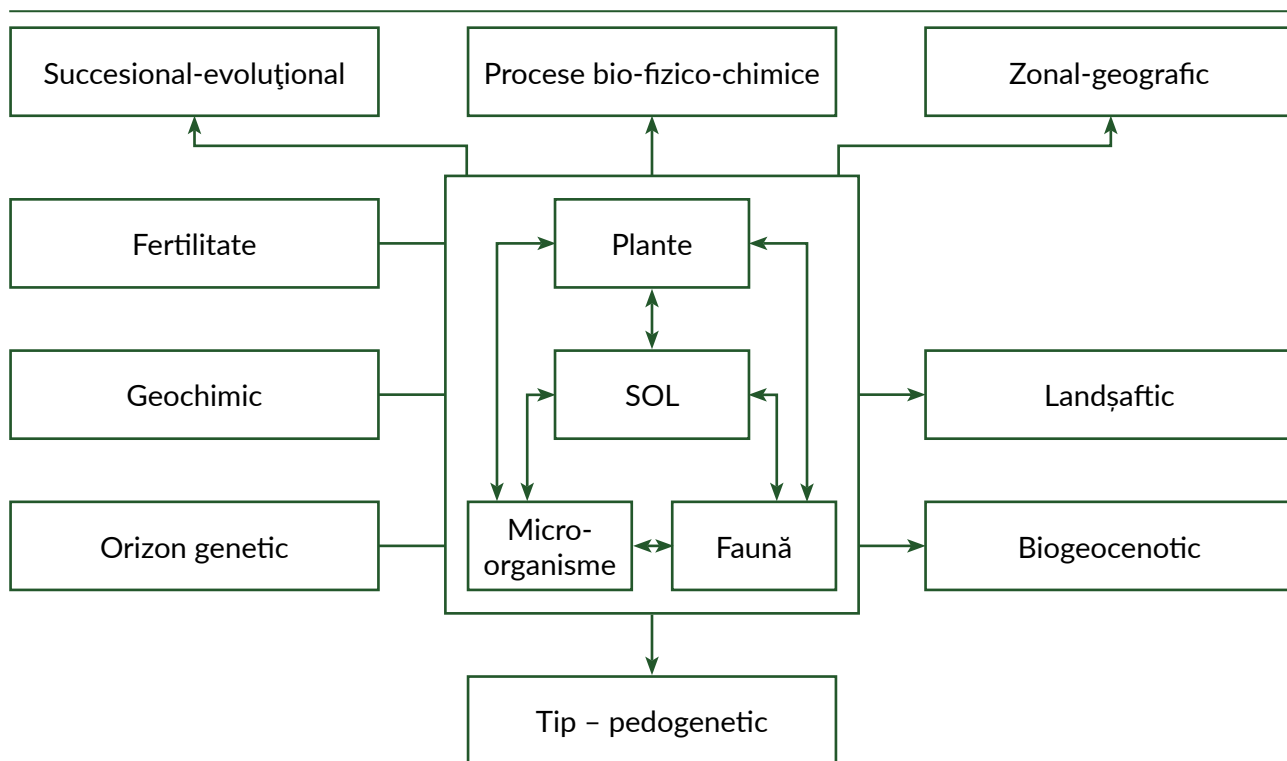 Succesional-evoluţional
Procese bio-fizico-chimice
Zonal-geografic
Fertilitate
Plante
Geochimic
SOL
Landșaftic
Orizon genetic
Micro-
organisme
Faună
Biogeocenotic
Tip – pedogenetic